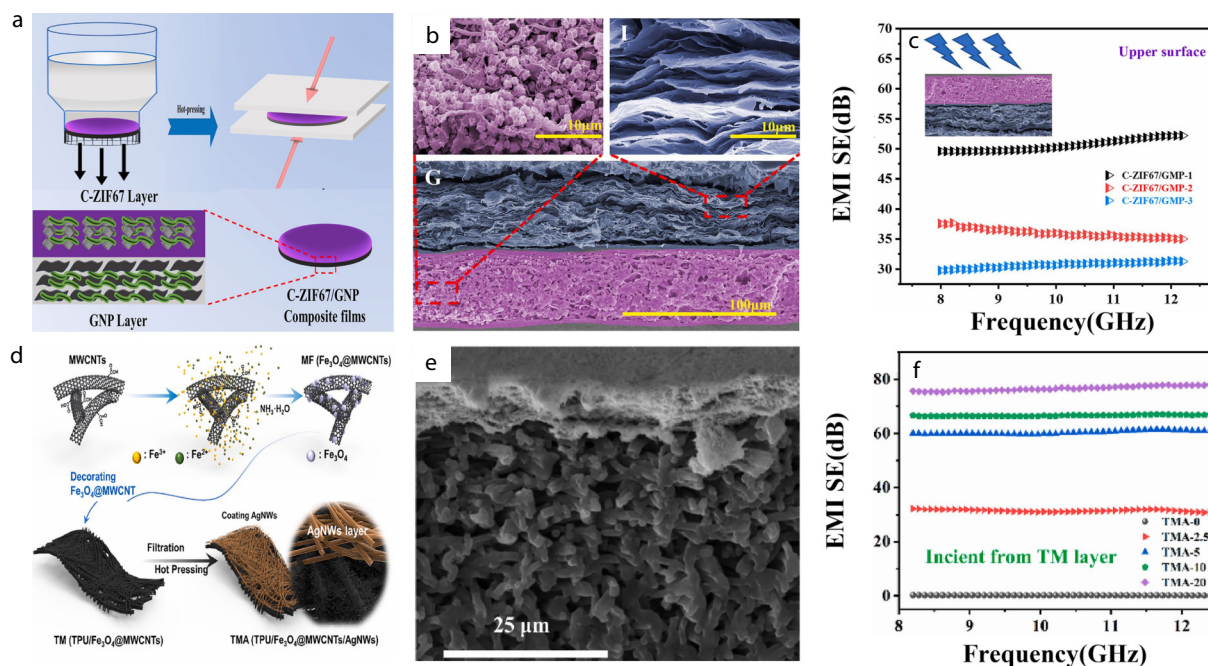 a
Hot-pressing
C-ZIF67 Layer
GNP Layer
C-ZIF67/GNP
Composite films
b
10μm
I
10μm
G
100μm
c
Upper surface
EMI SE(dB)
70
65
60
55
50
45
40
35
30
C-ZIF67/GMP-1
C-ZIF67/GMP-2
C-ZIF67/GMP-3
7
8
9
10
11
12
Frequency(GHz)
d
MWCNTs
MF (Fe₃O₄@MWCNTs)
NH₃·H₂O
: Fe³⁺
: Fe²⁺
: Fe₃O₄
Decorating
Fe₃O₄@MWCNT
Coating AgNWs
AgNWs layer
Filtration
Hot Pressing
TM (TPU/Fe₃O₄@MWCNTs)
TMA (TPU/Fe₃O₄@MWCNTs/AgNWs)
e
25 μm
f
EMI SE(dB)
80
60
40
20
0
TMA-0
TMA-2.5
TMA-5
TMA-10
TMA-20
Incient from TM layer
8
9
10
11
12
Frequency(GHz)